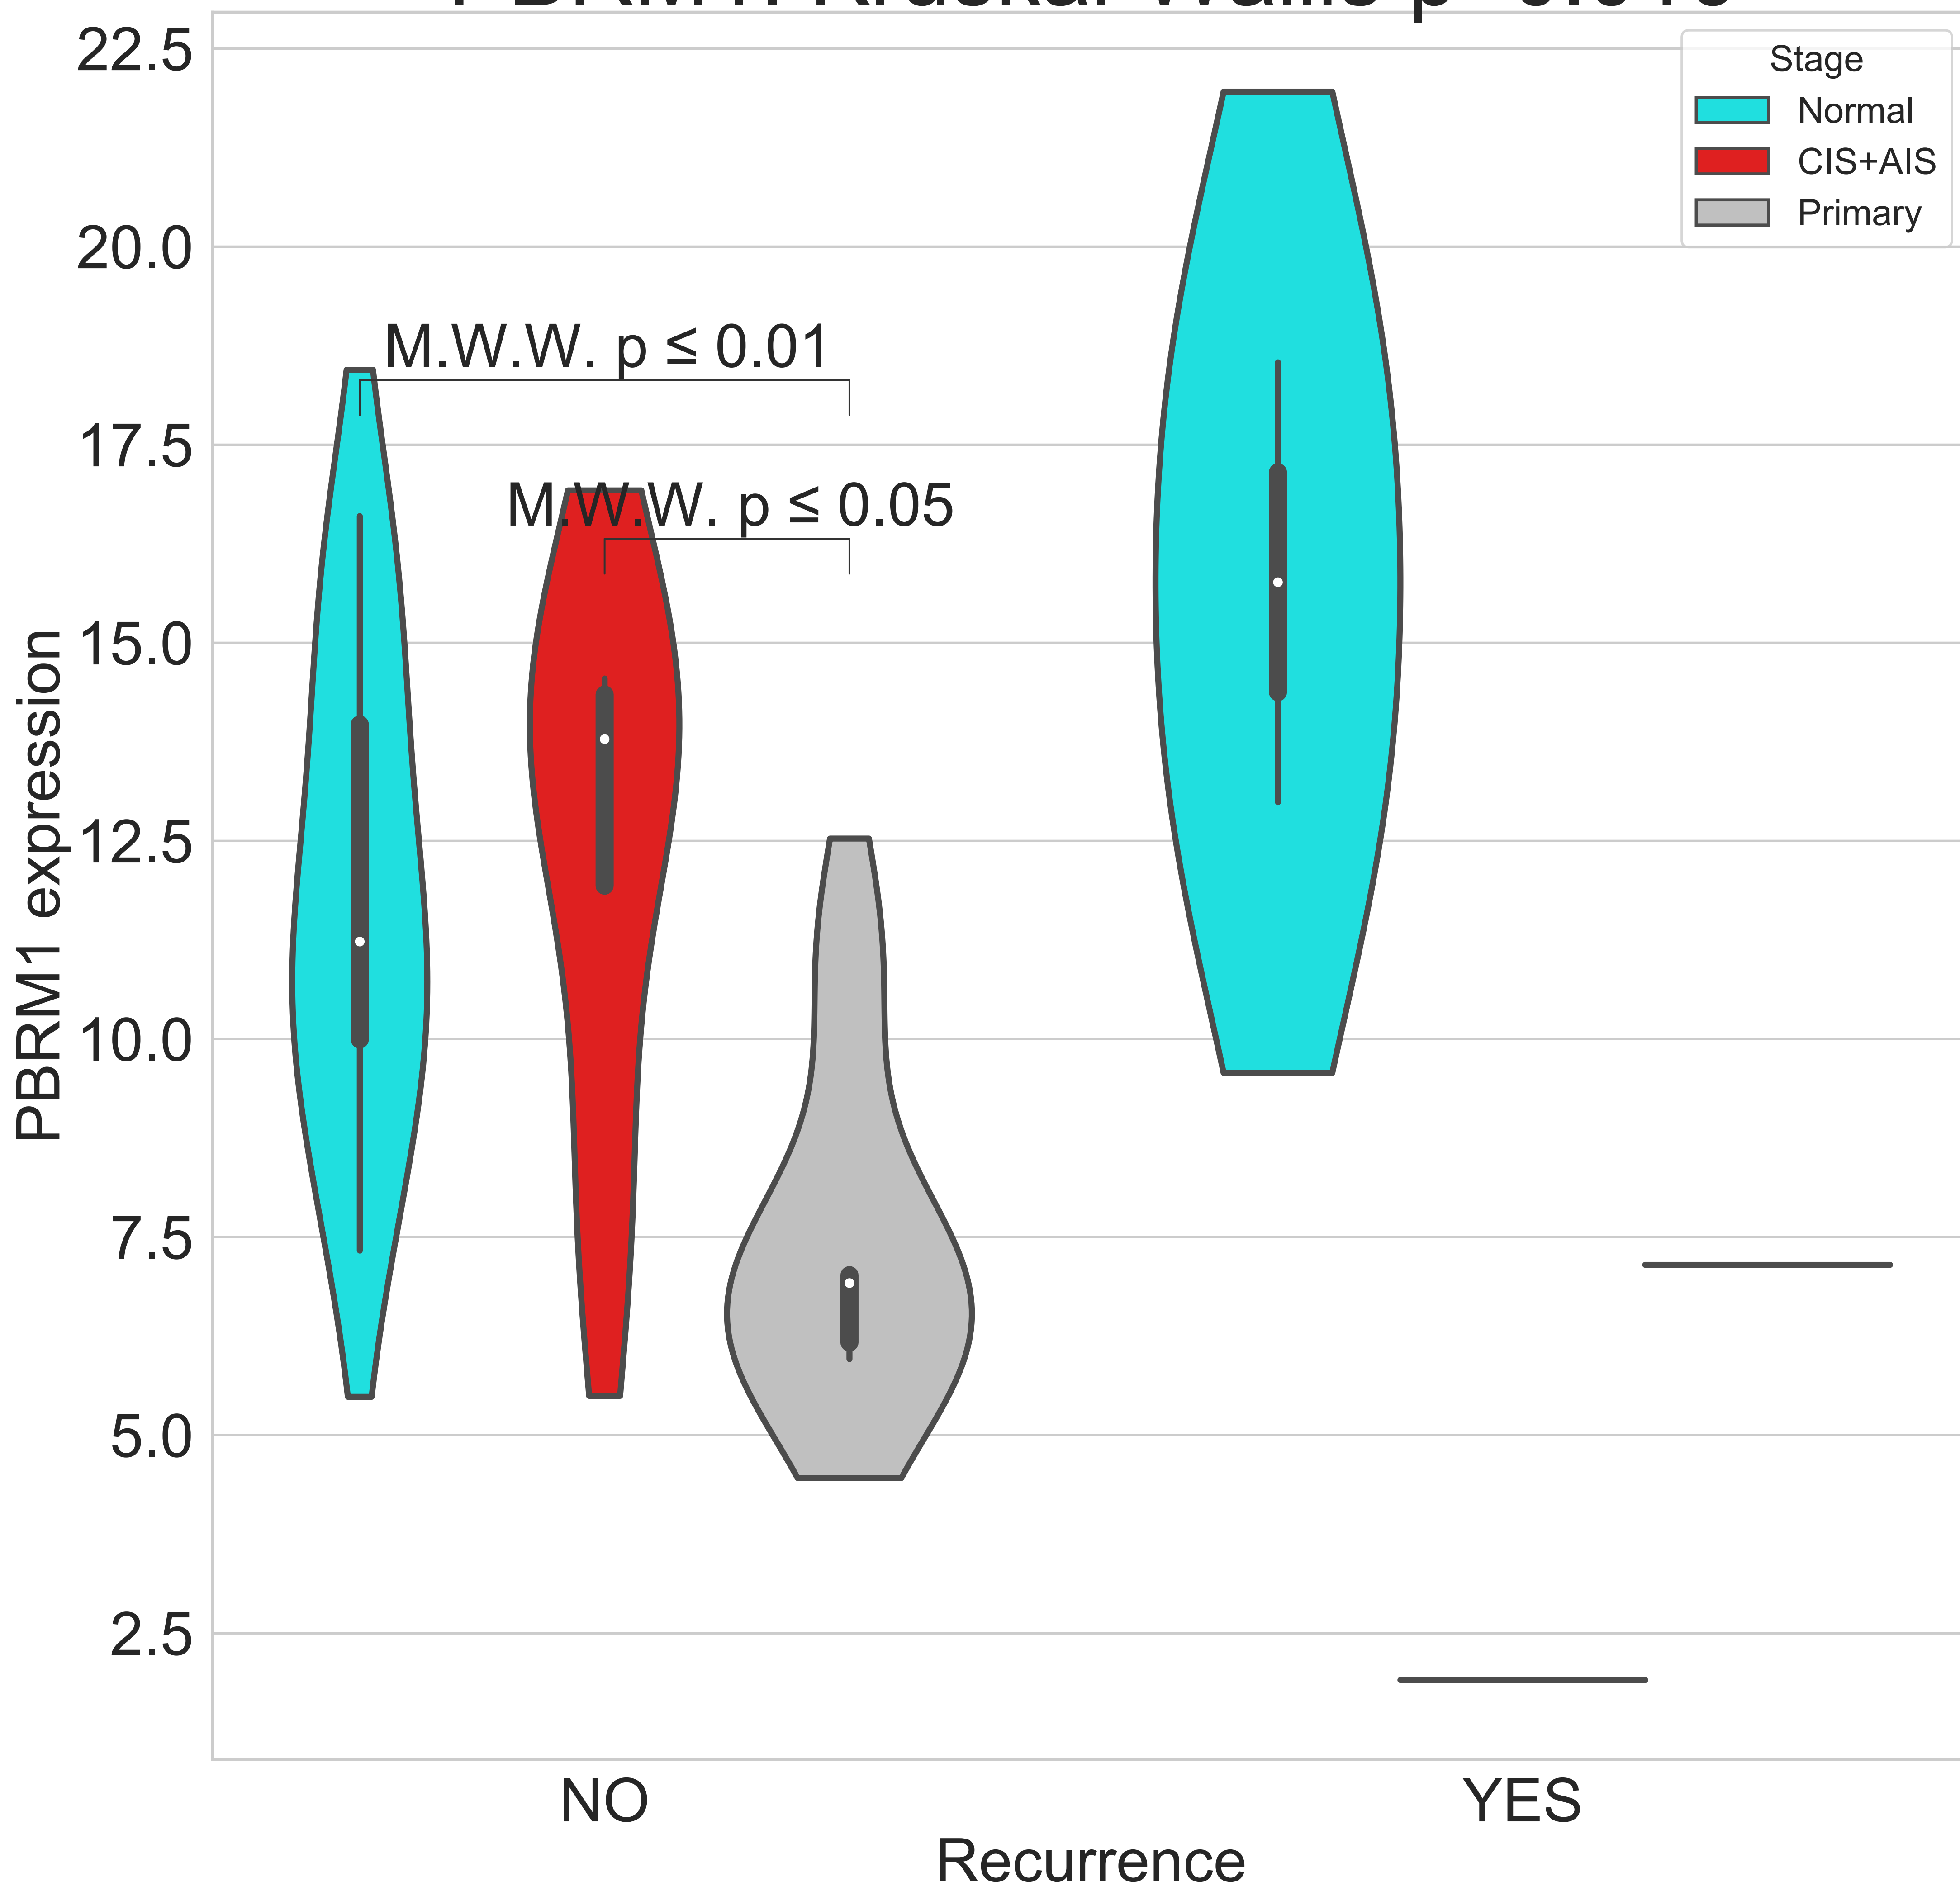 22.5
20.0
17.5
15.0
12.5
10.0
7.5
5.0
2.5
PBRM1 expression
Stage
Normal
CIS+AIS
Primary
M.W.W. p ≤ 0.01
M.W.W. p ≤ 0.05
NO
YES
Recurrence